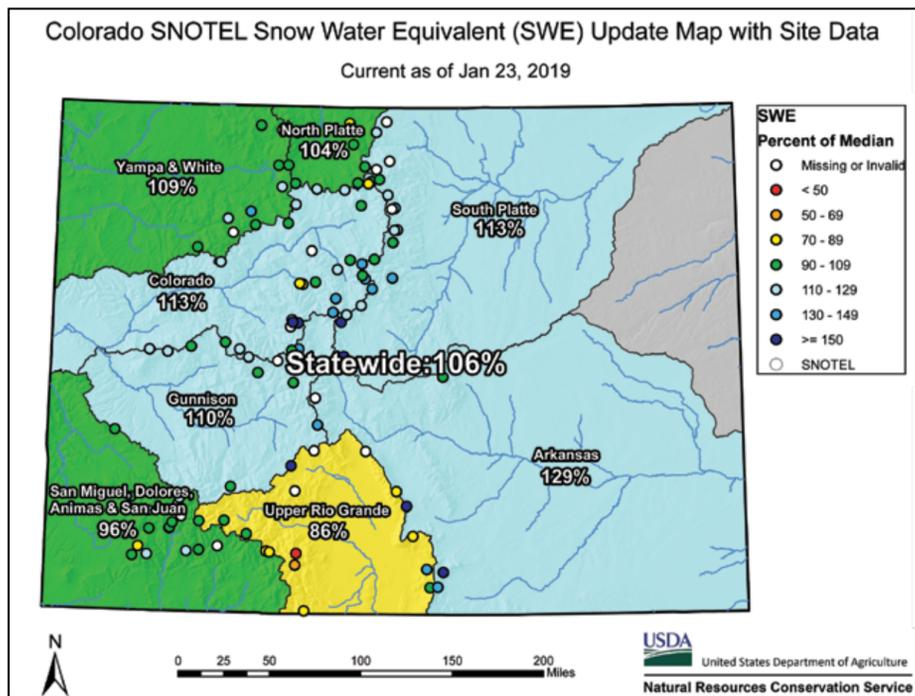 Colorado SNOTEL Snow Water Equivalent (SWE) Update Map with Site Data
Current as of Jan 23, 2019
North Platte
104%
Yampa & White
109%
South Platte
113%
Colorado
113%
Statewide:106%
Gunnison
110%
Arkansas
129%
San Miguel, Dolores,
Animas & San Juan
96%
Upper Rio Grande
86%
SWE
Percent of Median
Missing or Invalid
< 50
50 - 69
70 - 89
90 - 109
110 - 129
130 - 149
>= 150
SNOTEL
N
0 25 50 100 150 200
Miles
USDA
United States Department of Agriculture
Natural Resources Conservation Service